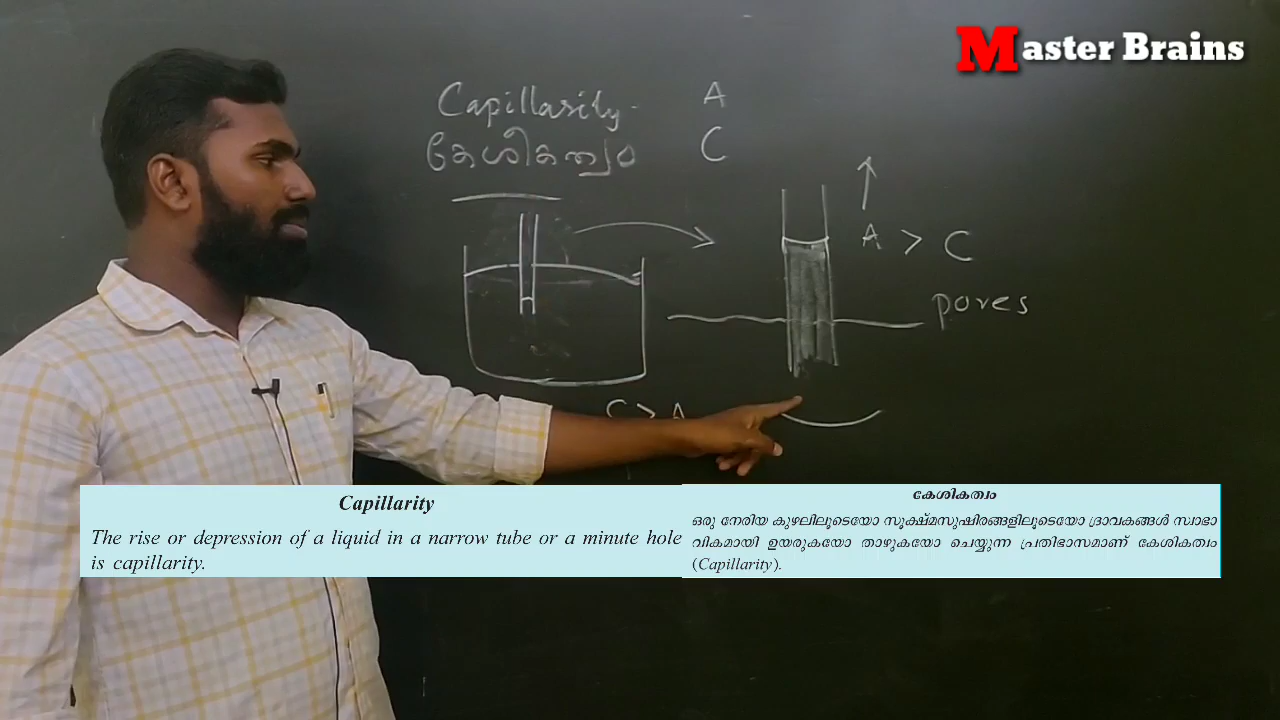 Master Brains
Capillarity
A
കേശികത്വം
C
A > C
pores
C > A
Capillarity
The rise or depression of a liquid in a narrow tube or a minute hole
is capillarity.
കേശികത്വം
ഒരു നേരിയ കുഴലിലൂടെയോ സൂക്ഷ്മസുഷിരങ്ങളിലൂടെയോ ദ്രാവകങ്ങൾ സ്വാഭാ
വികമായി ഉയരുകയോ താഴുകയോ ചെയ്യുന്ന പ്രതിഭാസമാണ് കേശികത്വം
(Capillarity).